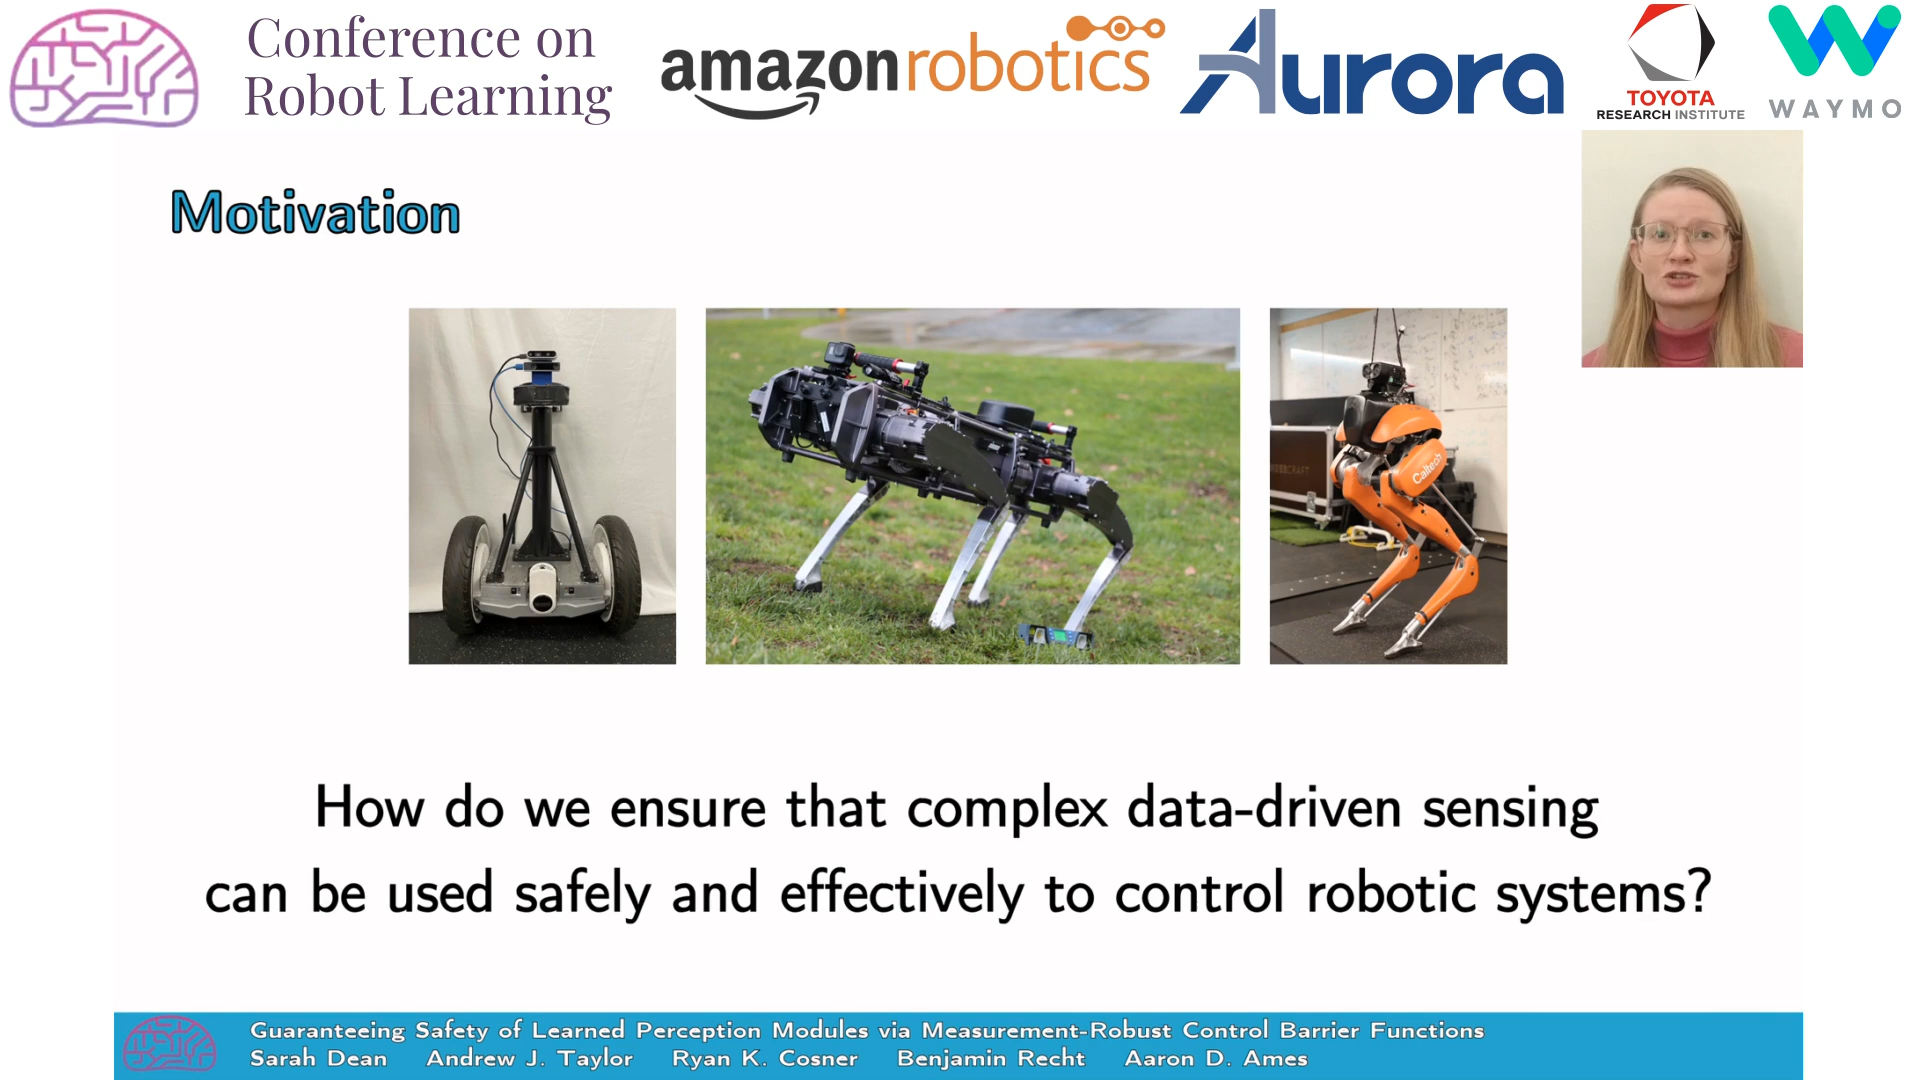 Conference on
Robot Learning
amazon robotics
Aurora
TOYOTA
RESEARCH INSTITUTE
WAYMO
Motivation
Caltech
How do we ensure that complex data-driven sensing
can be used safely and effectively to control robotic systems?
Guaranteeing Safety of Learned Perception Modules via Measurement-Robust Control Barrier Functions
Sarah Dean Andrew J. Taylor Ryan K. Cosner Benjamin Recht Aaron D. Ames